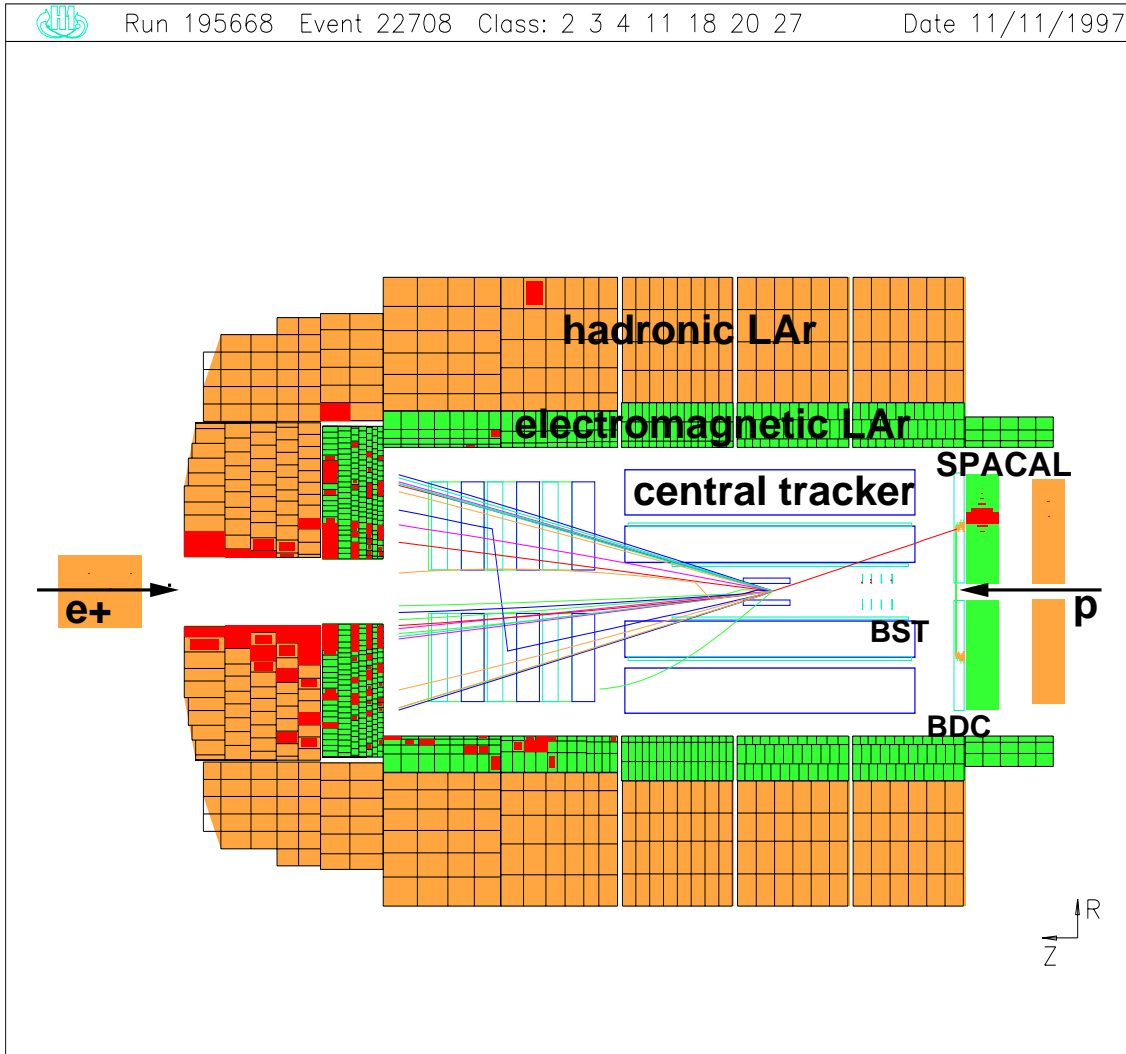 H1 Run 195668 Event 22708 Class: 2 3 4 11 18 20 27 Date 11/11/1997
hadronic LAr
electromagnetic LAr
SPACAL
central tracker
e+
p
BST
BDC
R
Z